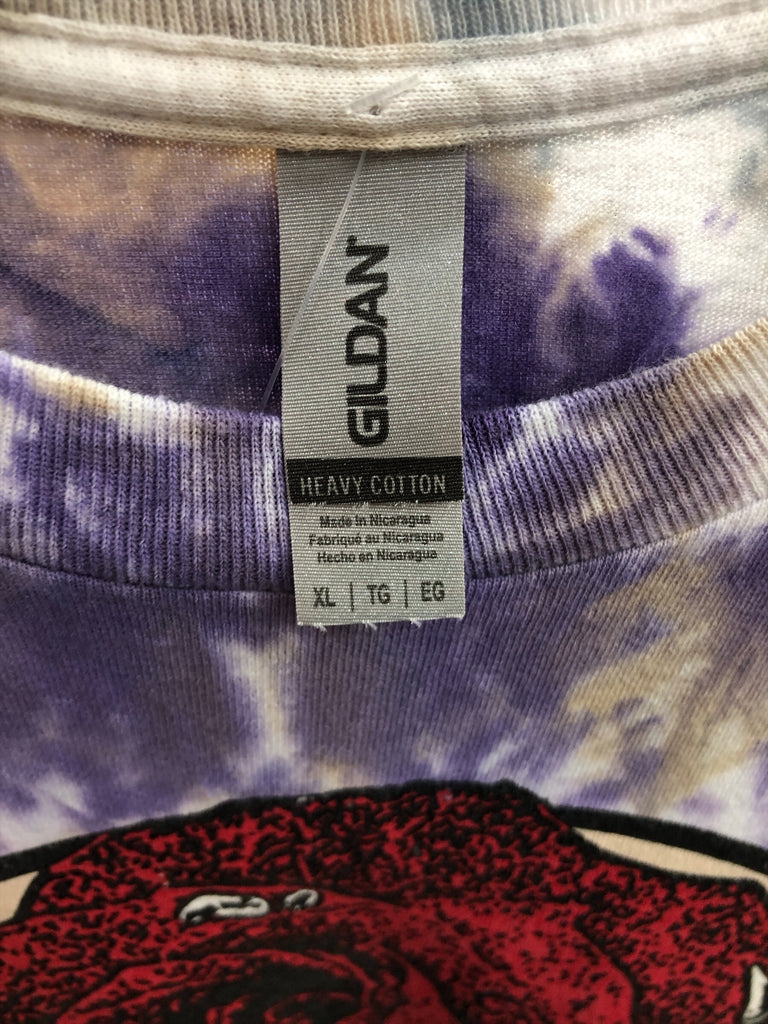 GILDAN
HEAVY COTTON
Made in Nicaragua
Fabriqué au Nicaragua
Hecho en Nicaragua
XL | TG | EG